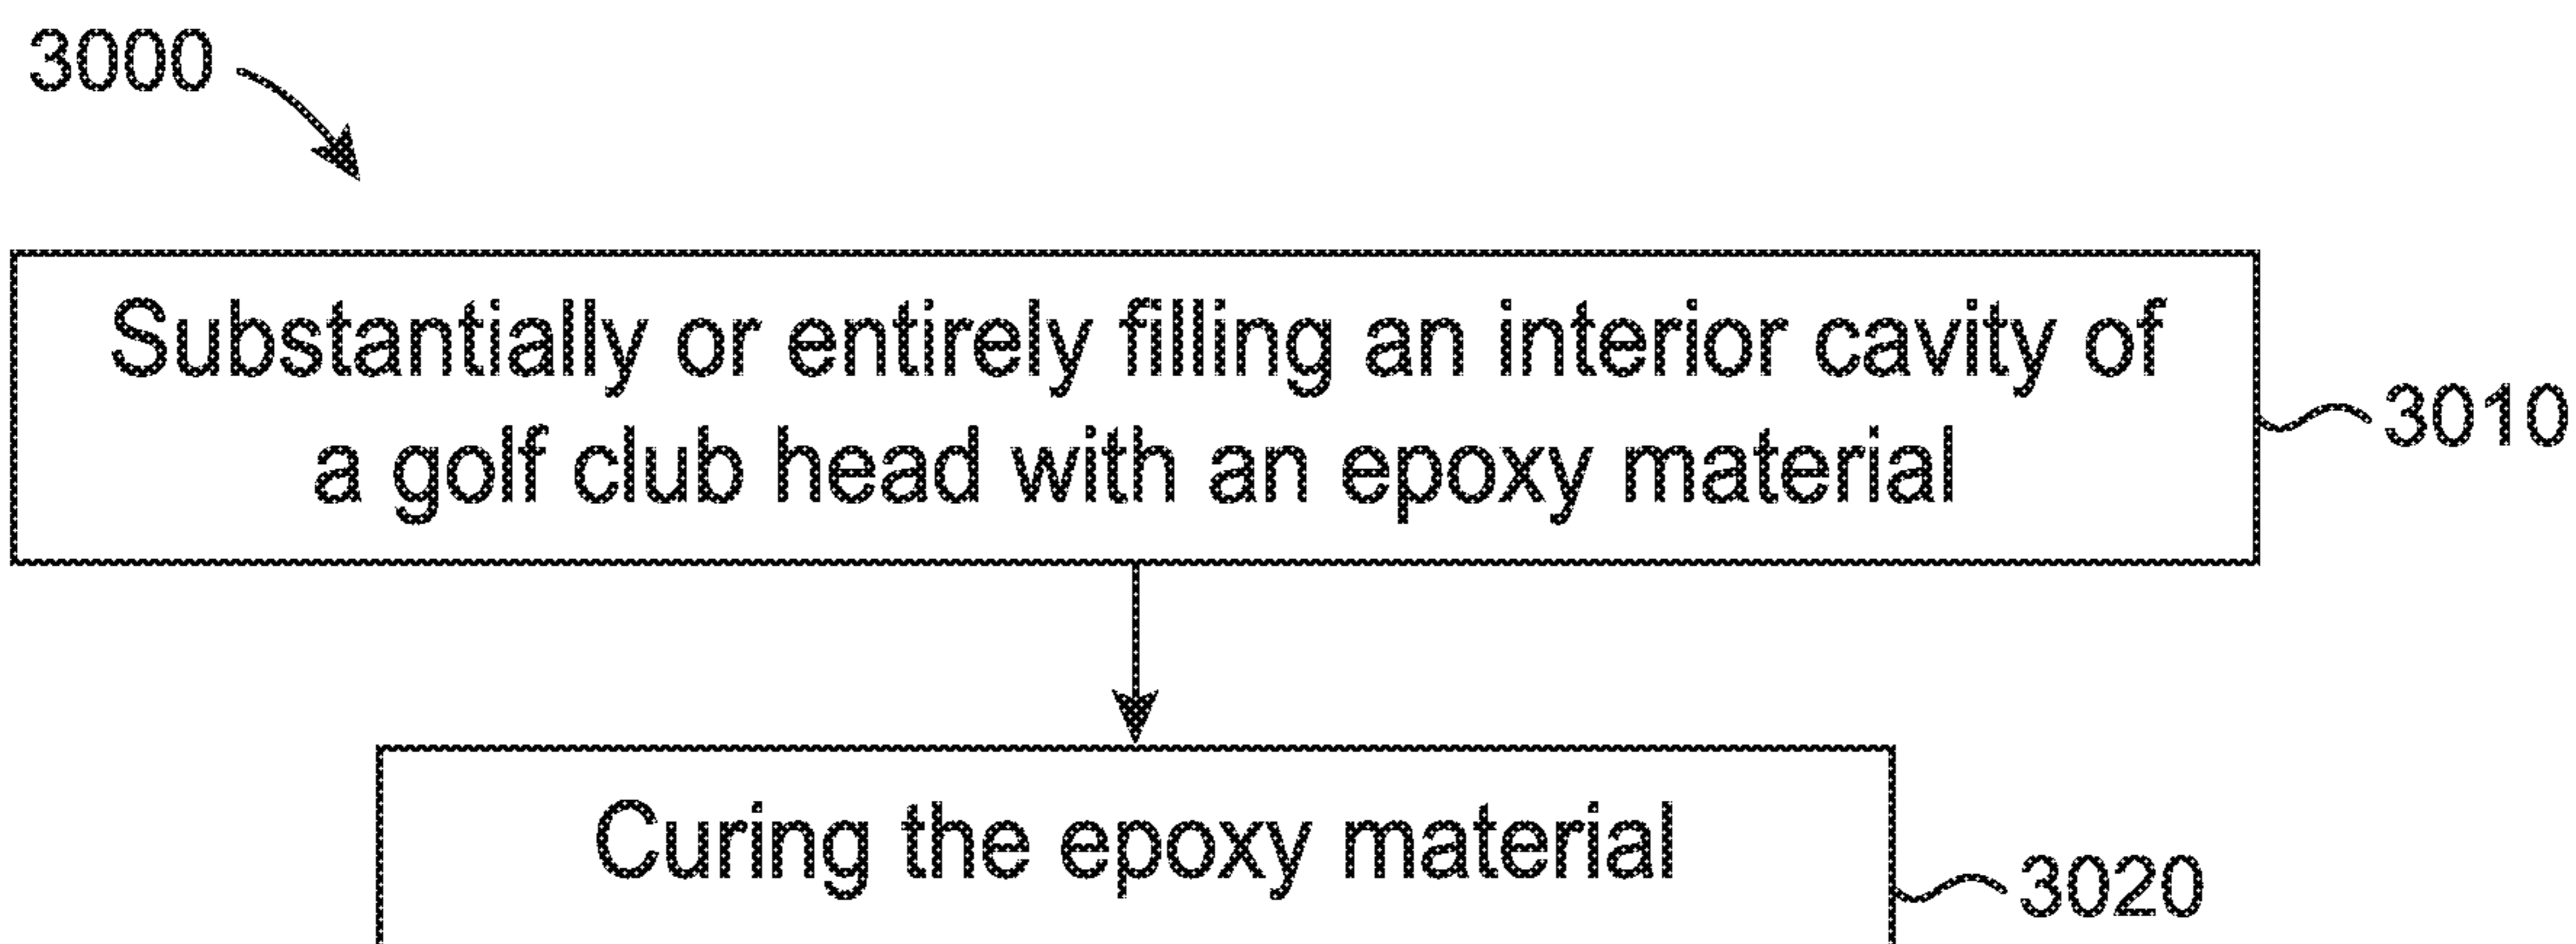 3000
Substantially or entirely filling an interior cavity of
a golf club head with an epoxy material
3010
Curing the epoxy material
3020